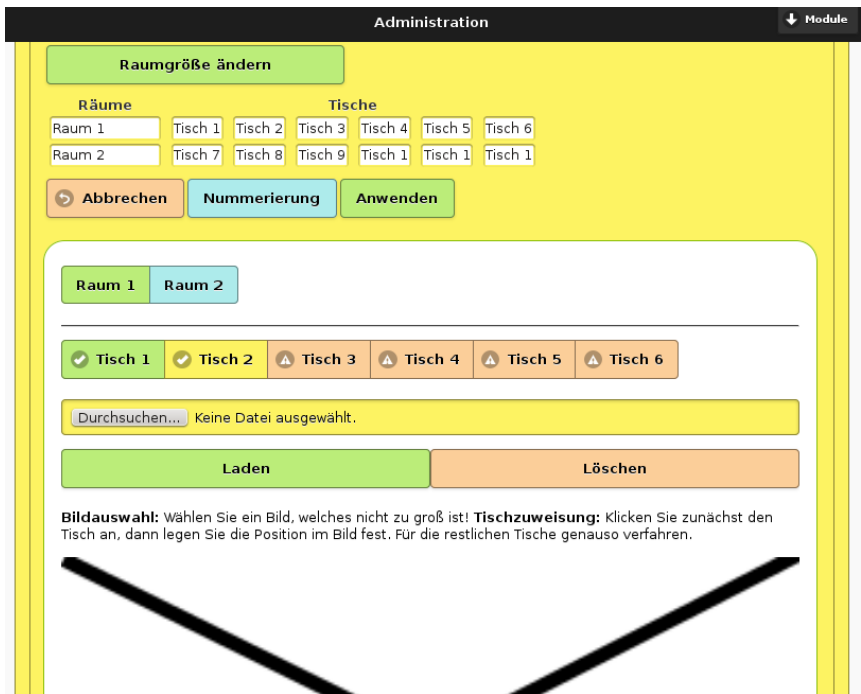 Administration
Module
Raumgröße ändern
Räume Tische
Raum 1 Tisch 1 Tisch 2 Tisch 3 Tisch 4 Tisch 5 Tisch 6
Raum 2 Tisch 7 Tisch 8 Tisch 9 Tisch 1 Tisch 1 Tisch 1
Abbrechen Nummerierung Anwenden
Raum 1 Raum 2
Tisch 1 Tisch 2 Tisch 3 Tisch 4 Tisch 5 Tisch 6
Durchsuchen... Keine Datei ausgewählt.
Laden Löschen
Bildauswahl: Wählen Sie ein Bild, welches nicht zu groß ist! Tischzuweisung: Klicken Sie zunächst den
Tisch an, dann legen Sie die Position im Bild fest. Für die restlichen Tische genauso verfahren.